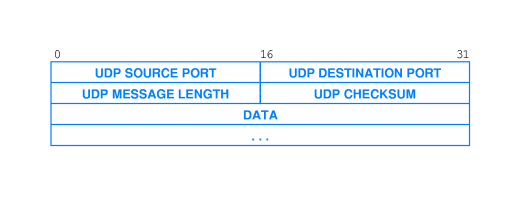 0 16 31
UDP SOURCE PORT UDP DESTINATION PORT
UDP MESSAGE LENGTH UDP CHECKSUM
DATA
...